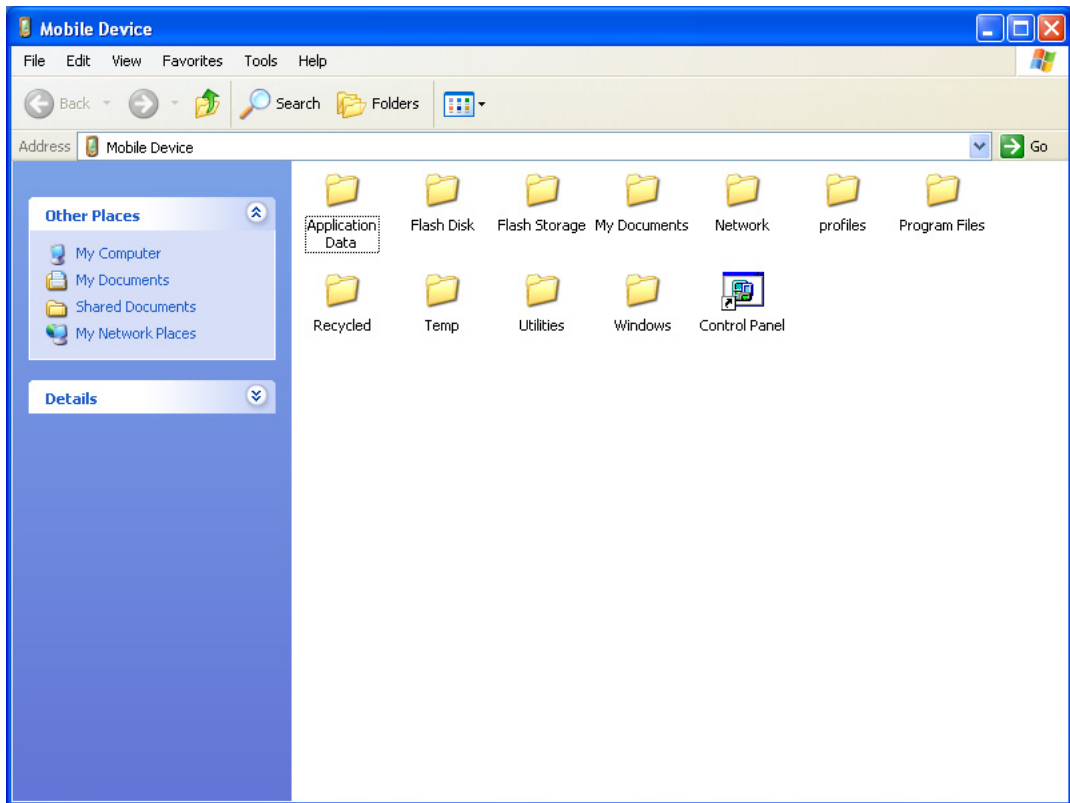 Mobile Device
File Edit View Favorites Tools Help
Back Search Folders
Address Mobile Device Go
Other Places
My Computer
My Documents
Shared Documents
My Network Places
Details
Application Data Flash Disk Flash Storage My Documents Network profiles Program Files
Recycled Temp Utilities Windows Control Panel